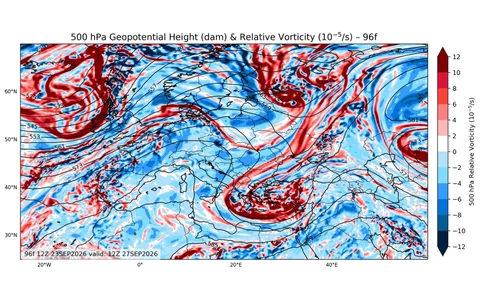 500 hPa Geopotential Height (dam) & Relative Vorticity (10⁻⁵/s) – 96f
60°N
50°N
40°N
30°N
20°W
0°
20°E
40°E
96f 12Z 23SEP2026 valid: 12Z 27SEP2026
12
10
8
6
4
2
0
−2
−4
−6
−8
−10
−12
500 hPa Relative Vorticity (10⁻⁵/s)